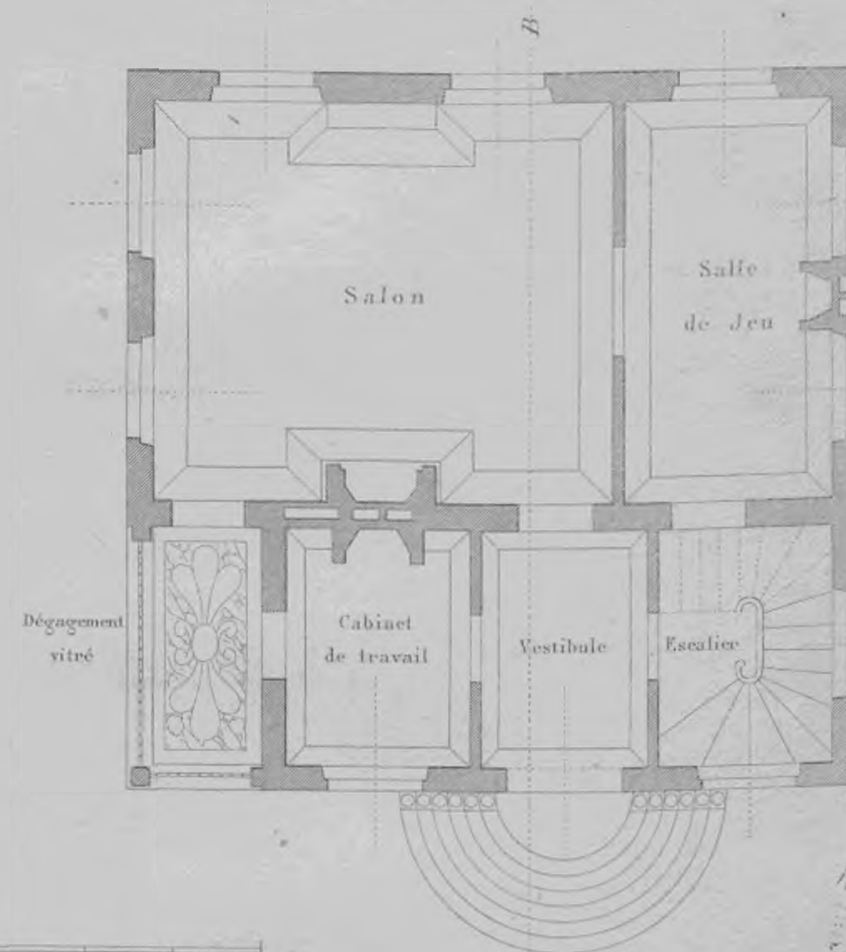 B
Salon
Salle
de Jeu
Dégagement
vitré
Cabinet
de travail
Vestibule
Escalier